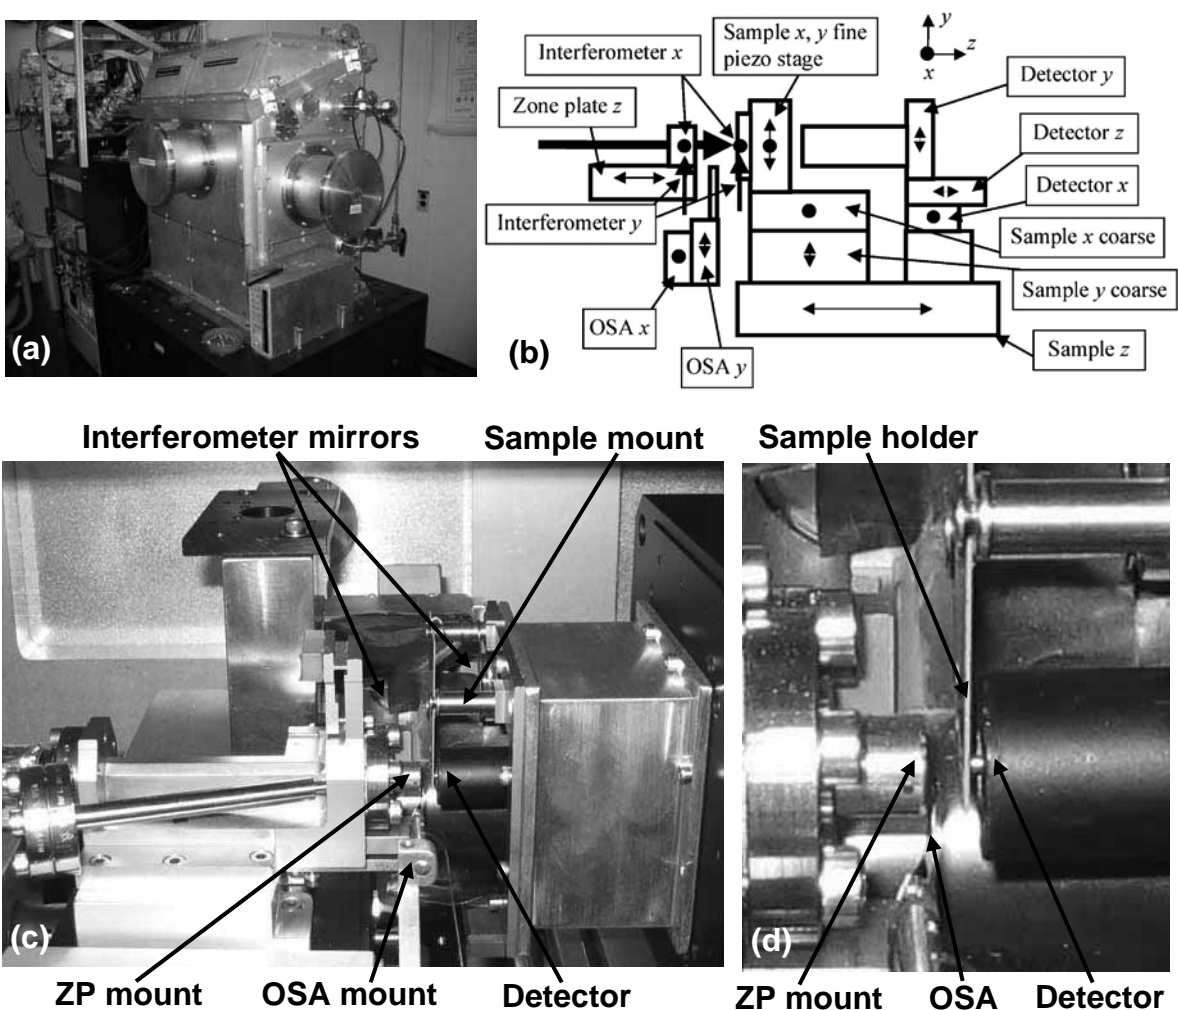 (a)
(b)
Interferometer x
Sample x, y fine
piezo stage
y
z
x
Detector y
Zone plate z
Detector z
Detector x
Interferometer y
Sample x coarse
Sample y coarse
OSA x
OSA y
Sample z
Interferometer mirrors
Sample mount
Sample holder
(c)
(d)
ZP mount
OSA mount
Detector
ZP mount
OSA
Detector